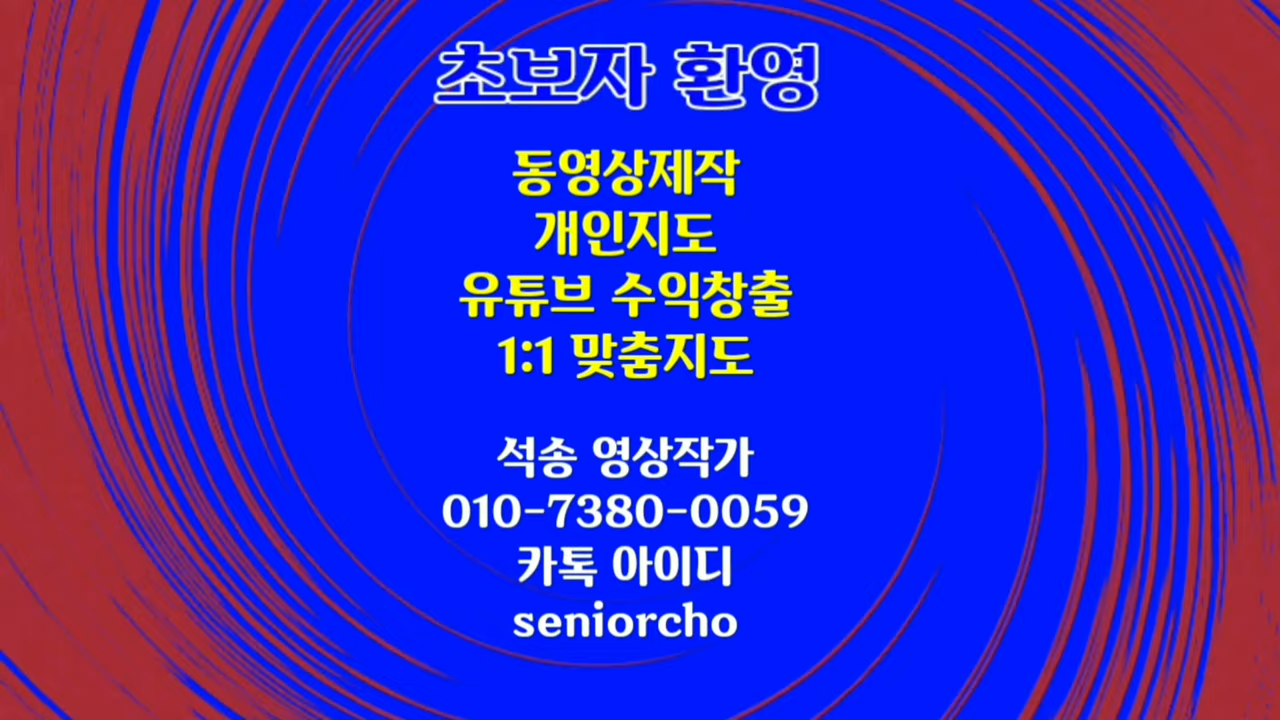 초보자 환영
동영상제작
개인지도
유튜브 수익창출
1:1 맞춤지도
석송 영상작가
010-7380-0059
카톡 아이디
seniorcho